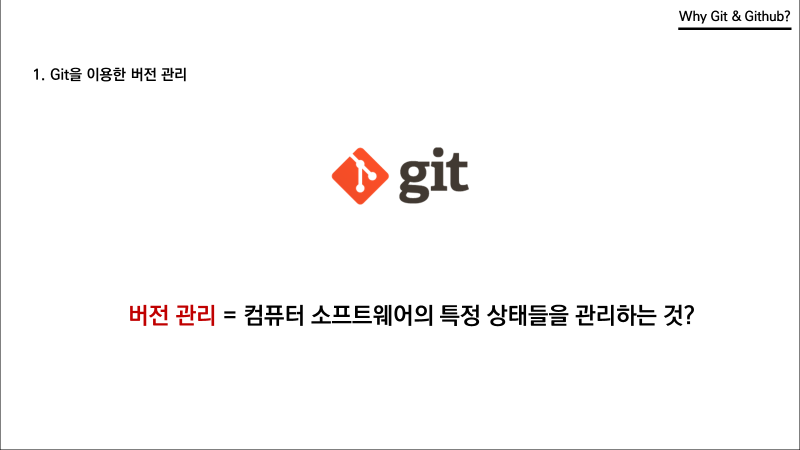 Why Git & Github?
1. Git을 이용한 버전 관리
git
버전 관리 = 컴퓨터 소프트웨어의 특정 상태들을 관리하는 것?